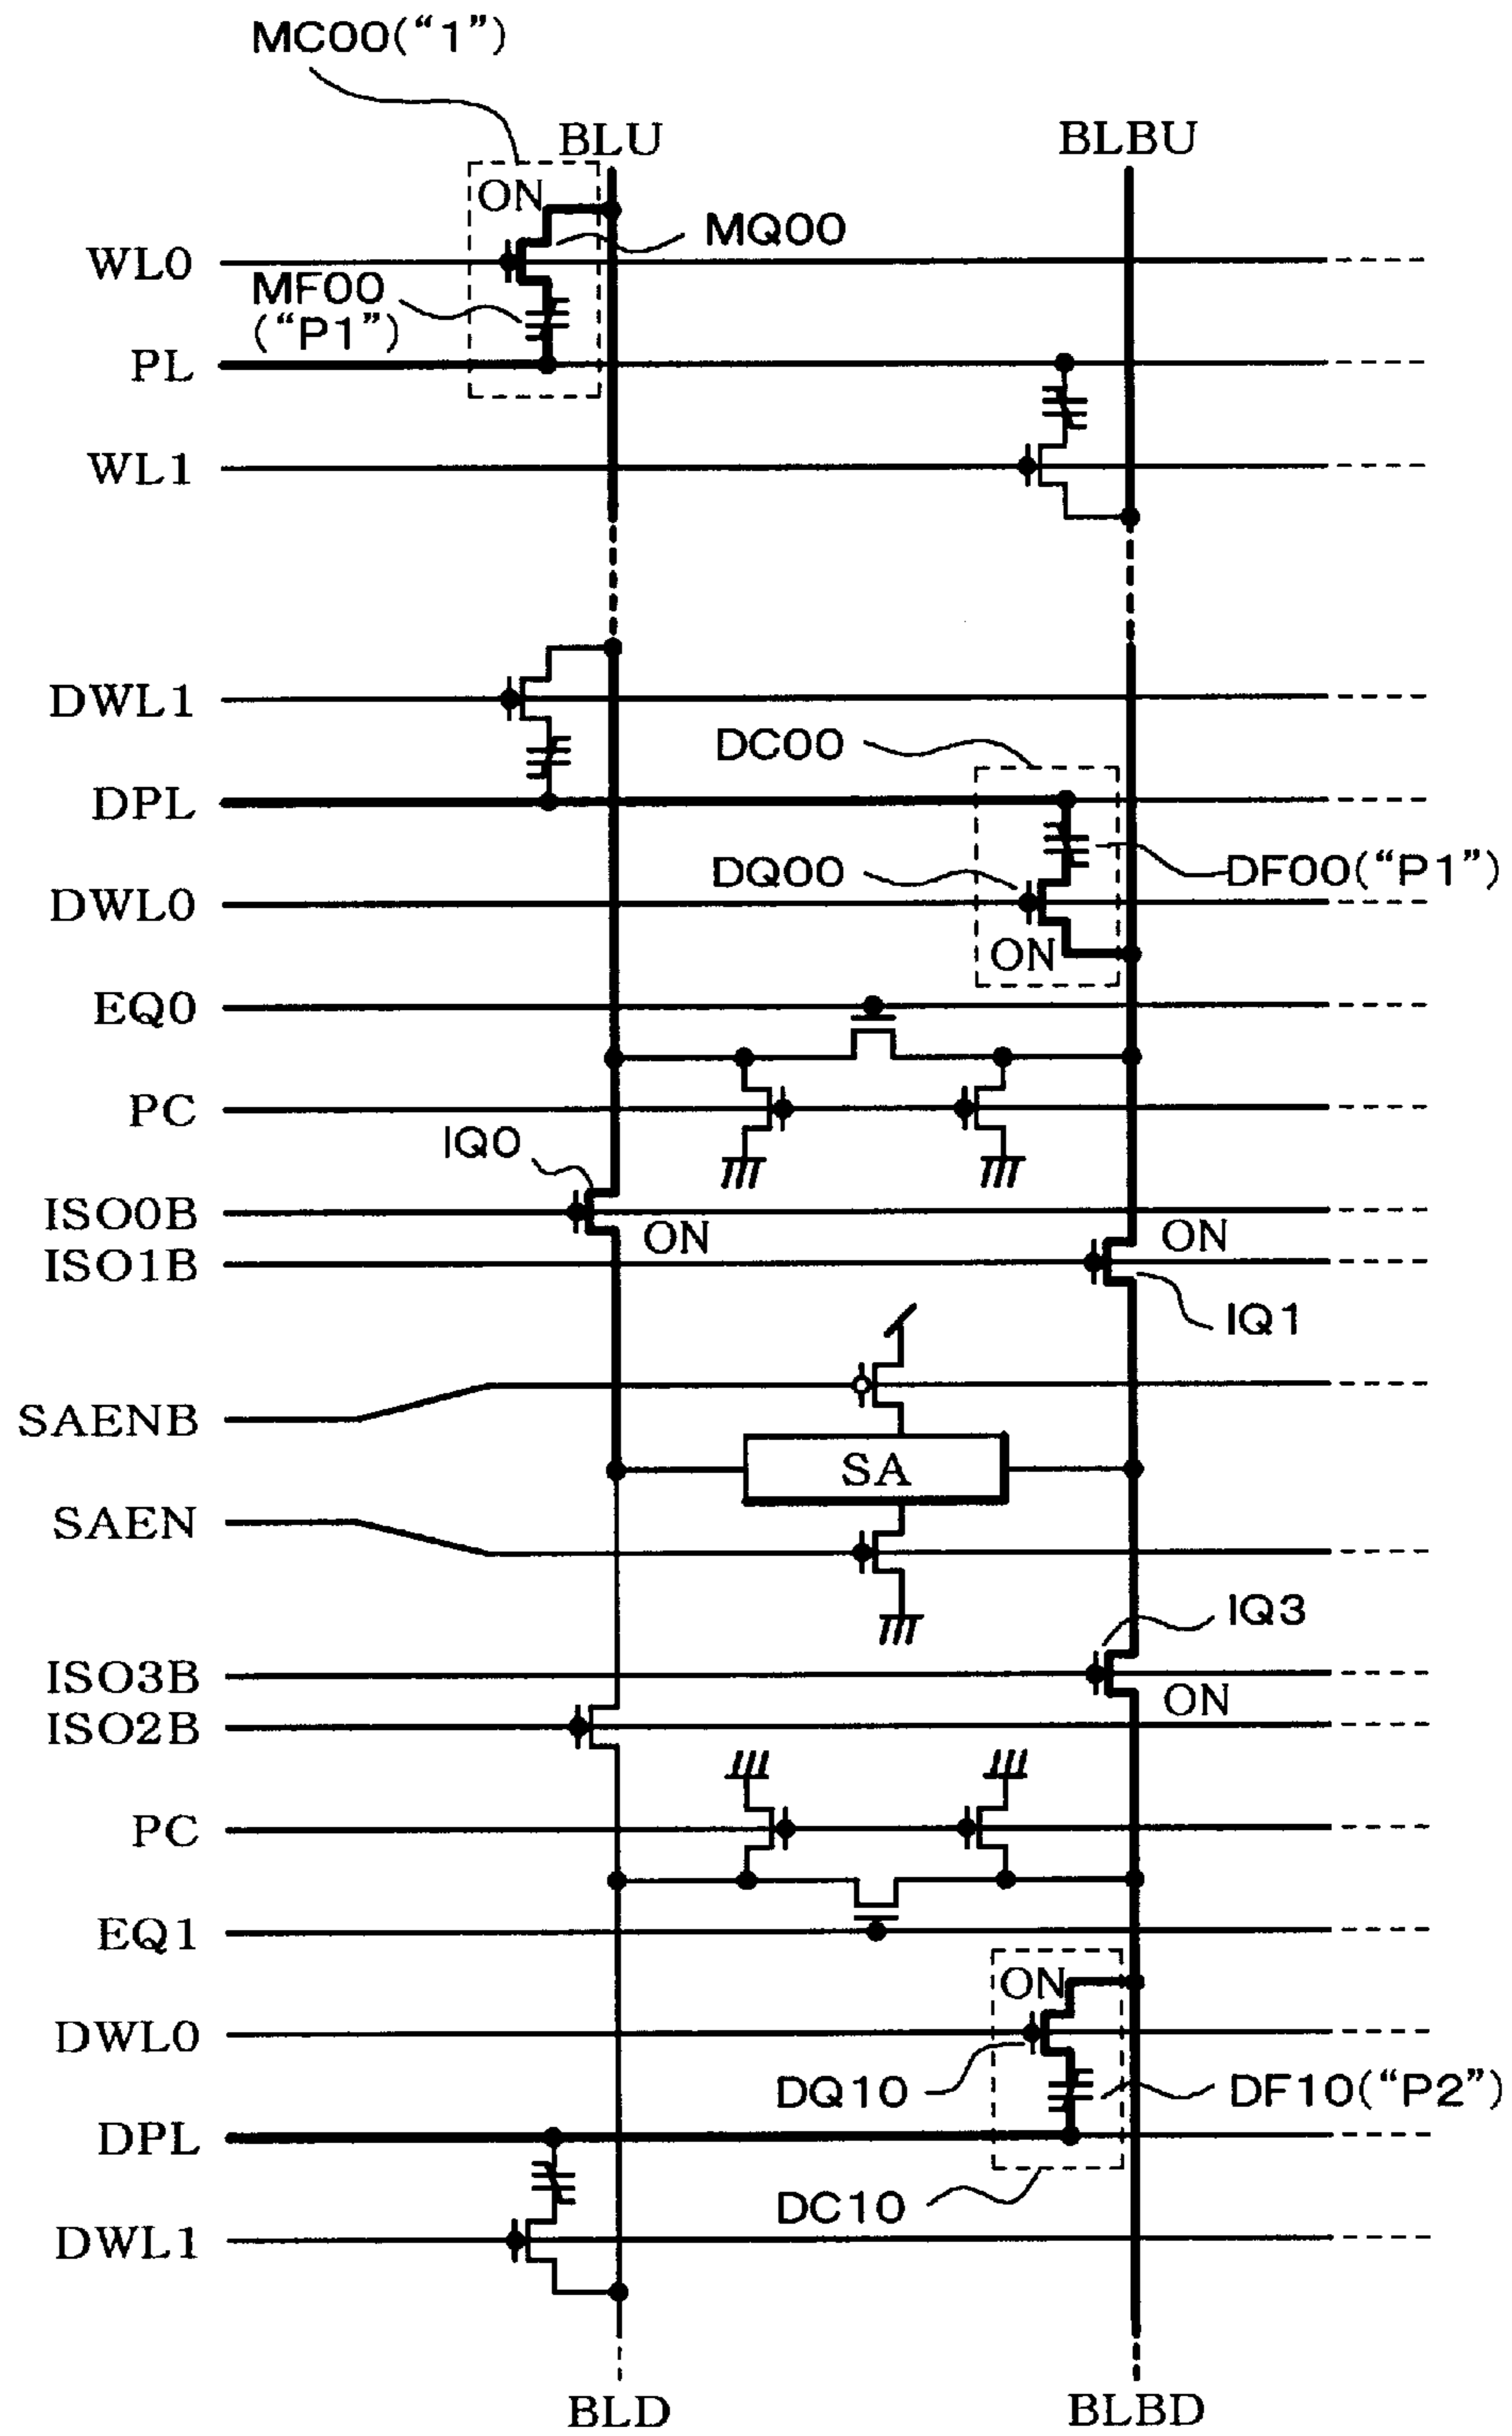 MC00(“1”)
BLU
BLBU
ON
MQ00
WL0
MF00
(“P1”)
PL
WL1
DWL1
DC00
DPL
DQ00
DF00(“P1”)
DWL0
ON
EQ0
PC
IQ0
ISO0B
ON
ON
ISO1B
IQ1
SAENB
SA
SAEN
IQ3
ISO3B
ON
ISO2B
PC
EQ1
ON
DWL0
DQ10
DF10(“P2”)
DPL
DC10
DWL1
BLD
BLBD